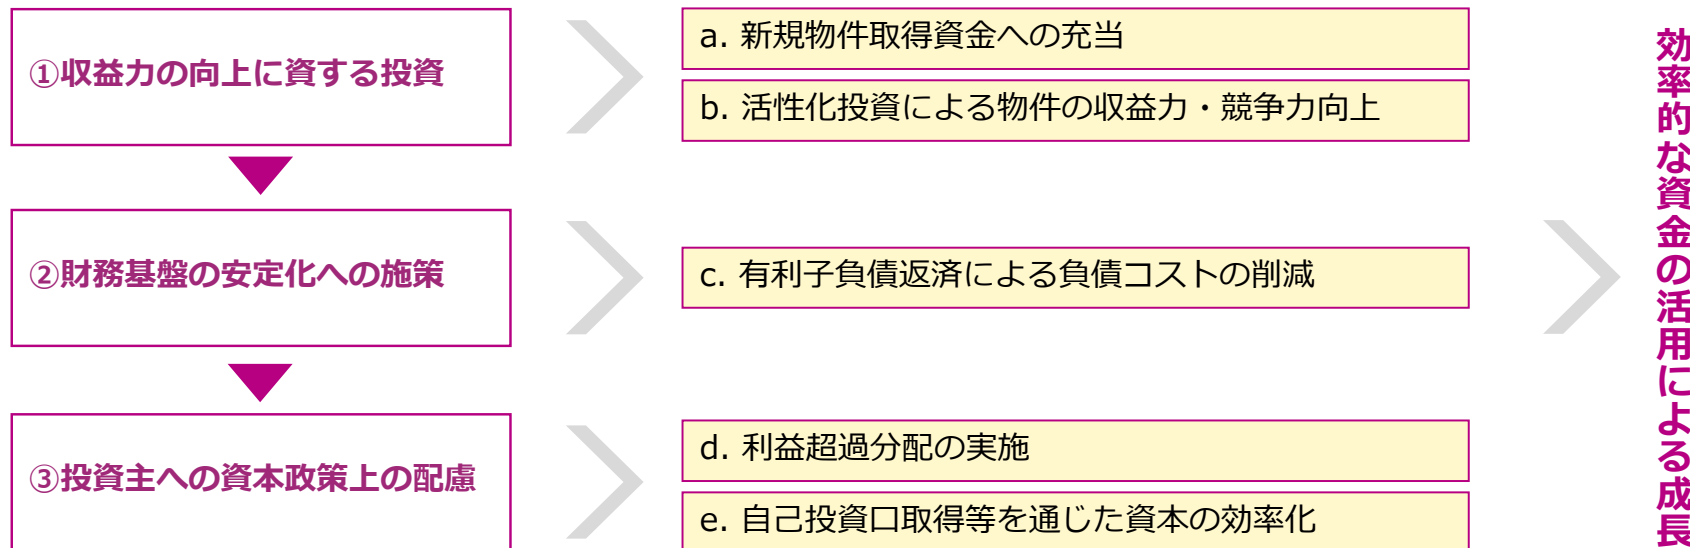 ①収益力の向上に資する投資
a. 新規物件取得資金への充当
b. 活性化投資による物件の収益力・競争力向上
②財務基盤の安定化への施策
c. 有利子負債返済による負債コストの削減
③投資主への資本政策上の配慮
d. 利益超過分配の実施
e. 自己投資口取得等を通じた資本の効率化
効率的な資金の活用による成長